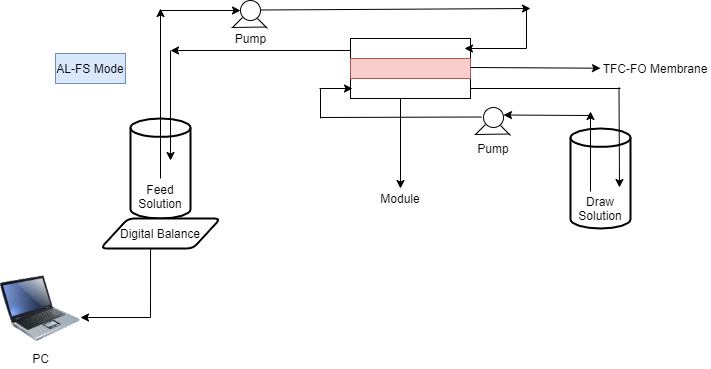 Pump
AL-FS Mode
TFC-FO Membrane
Pump
Feed
Solution
Module
Draw
Solution
Digital Balance
PC